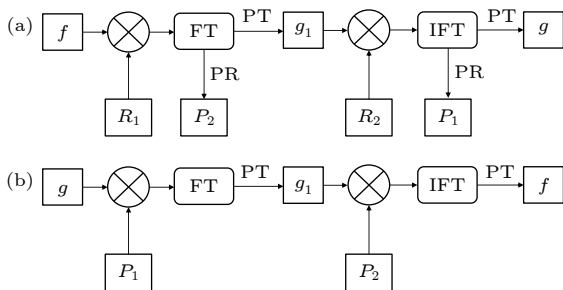 (a) f FT PT g₁ IFT PT g
PR PR
R₁ P₂ R₂ P₁
(b) g FT PT g₁ IFT PT f
P₁ P₂